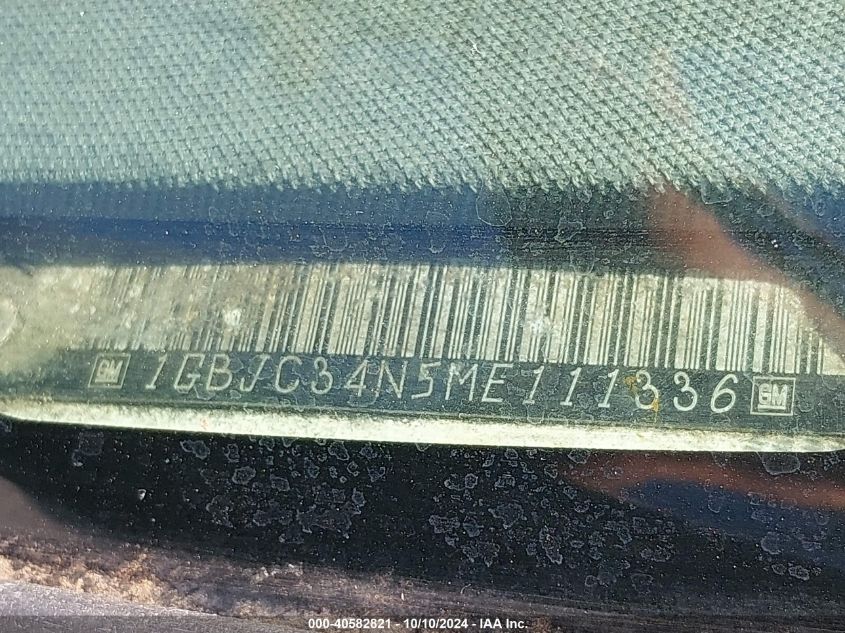 GM 1GBJC34N5ME111336 GM
000-40582821 - 10/10/2024 - IAA Inc.